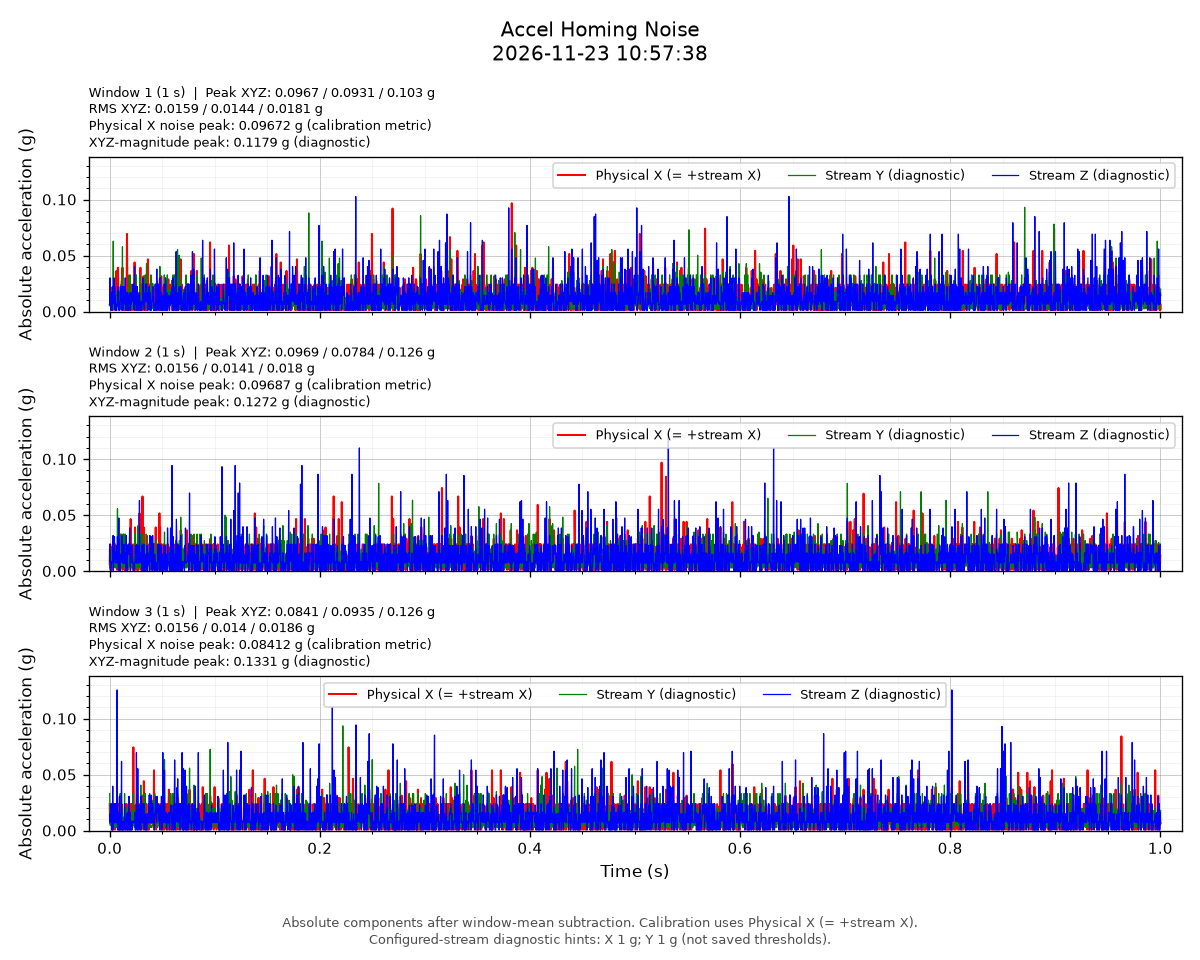 Accel Homing Noise
2026-11-23 10:57:38
Window 1 (1 s)  |  Peak XYZ: 0.0967 / 0.0931 / 0.103 g
RMS XYZ: 0.0159 / 0.0144 / 0.0181 g
Physical X noise peak: 0.09672 g (calibration metric)
XYZ-magnitude peak: 0.1179 g (diagnostic)
Absolute acceleration (g)
Physical X (= +stream X)  Stream Y (diagnostic)  Stream Z (diagnostic)
0.10
0.05
0.00
Window 2 (1 s)  |  Peak XYZ: 0.0969 / 0.0784 / 0.126 g
RMS XYZ: 0.0156 / 0.0141 / 0.018 g
Physical X noise peak: 0.09687 g (calibration metric)
XYZ-magnitude peak: 0.1272 g (diagnostic)
Absolute acceleration (g)
Physical X (= +stream X)  Stream Y (diagnostic)  Stream Z (diagnostic)
0.10
0.05
0.00
Window 3 (1 s)  |  Peak XYZ: 0.0841 / 0.0935 / 0.126 g
RMS XYZ: 0.0156 / 0.014 / 0.0186 g
Physical X noise peak: 0.08412 g (calibration metric)
XYZ-magnitude peak: 0.1331 g (diagnostic)
Absolute acceleration (g)
Physical X (= +stream X)  Stream Y (diagnostic)  Stream Z (diagnostic)
0.10
0.05
0.00
0.0  0.2  0.4  0.6  0.8  1.0
Time (s)
Absolute components after window-mean subtraction. Calibration uses Physical X (= +stream X).
Configured-stream diagnostic hints: X 1 g; Y 1 g (not saved thresholds).